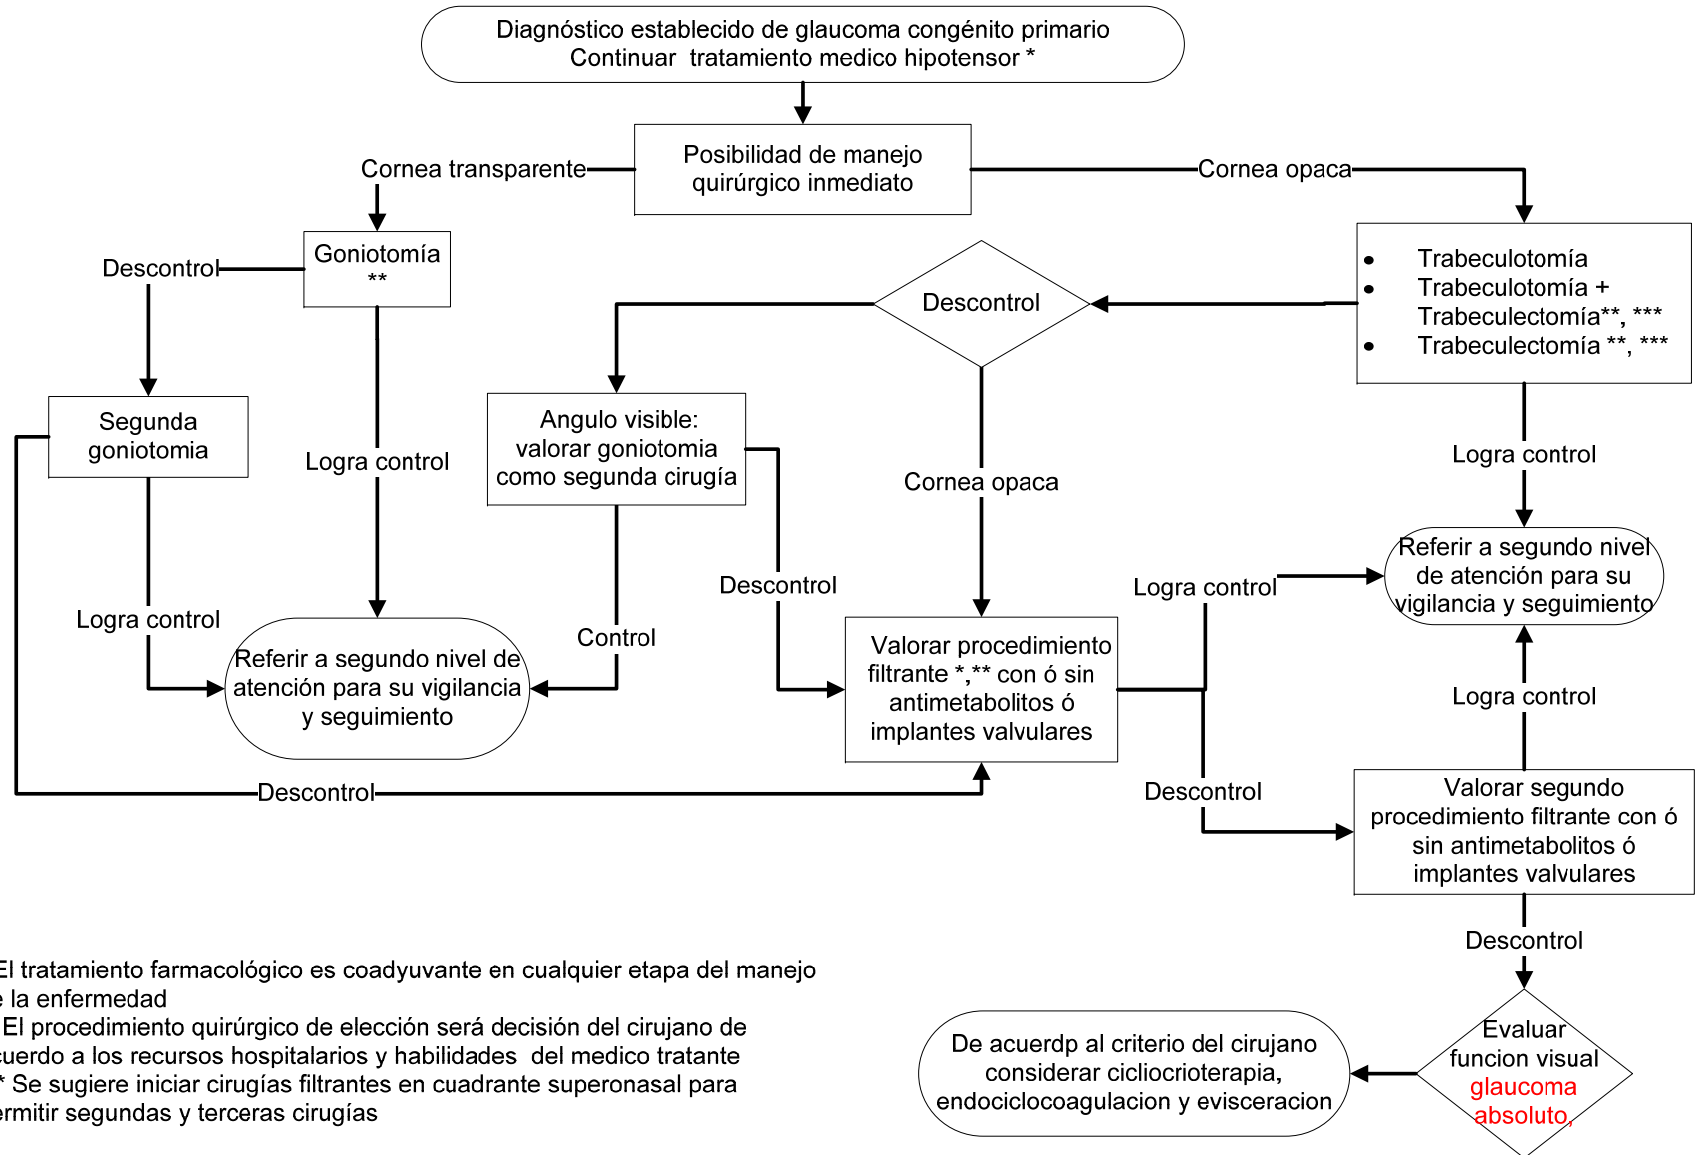 Diagnóstico establecido de glaucoma congénito primario
Continuar tratamiento medico hipotensor *
Posibilidad de manejo
quirúrgico inmediato
Cornea transparente
Cornea opaca
Goniotomía
**
Descontrol
Descontrol
• Trabeculotomía
• Trabeculotomía +
Trabeculectomía**, ***
• Trabeculectomía **, ***
Segunda
goniotomia
Angulo visible:
valorar goniotomia
como segunda cirugía
Logra control
Cornea opaca
Logra control
Referir a segundo nivel
de atención para su
vigilancia y seguimiento
Descontrol
Logra control
Logra control
Control
Referir a segundo nivel de
atención para su vigilancia
y seguimiento
Valorar procedimiento
filtrante *,** con ó sin
antimetabolitos ó
implantes valvulares
Logra control
Descontrol
Descontrol
Valorar segundo
procedimiento filtrante con ó
sin antimetabolitos ó
implantes valvulares
Descontrol
El tratamiento farmacológico es coadyuvante en cualquier etapa del manejo
la enfermedad
El procedimiento quirúrgico de elección será decisión del cirujano de
cuerdo a los recursos hospitalarios y habilidades del medico tratante
* Se sugiere iniciar cirugías filtrantes en cuadrante superonasal para
ermitir segundas y terceras cirugías
De acuerdp al criterio del cirujano
considerar cicliocrioterapia,
endociclocoagulacion y evisceracion
Evaluar
funcion visual
glaucoma
absoluto,